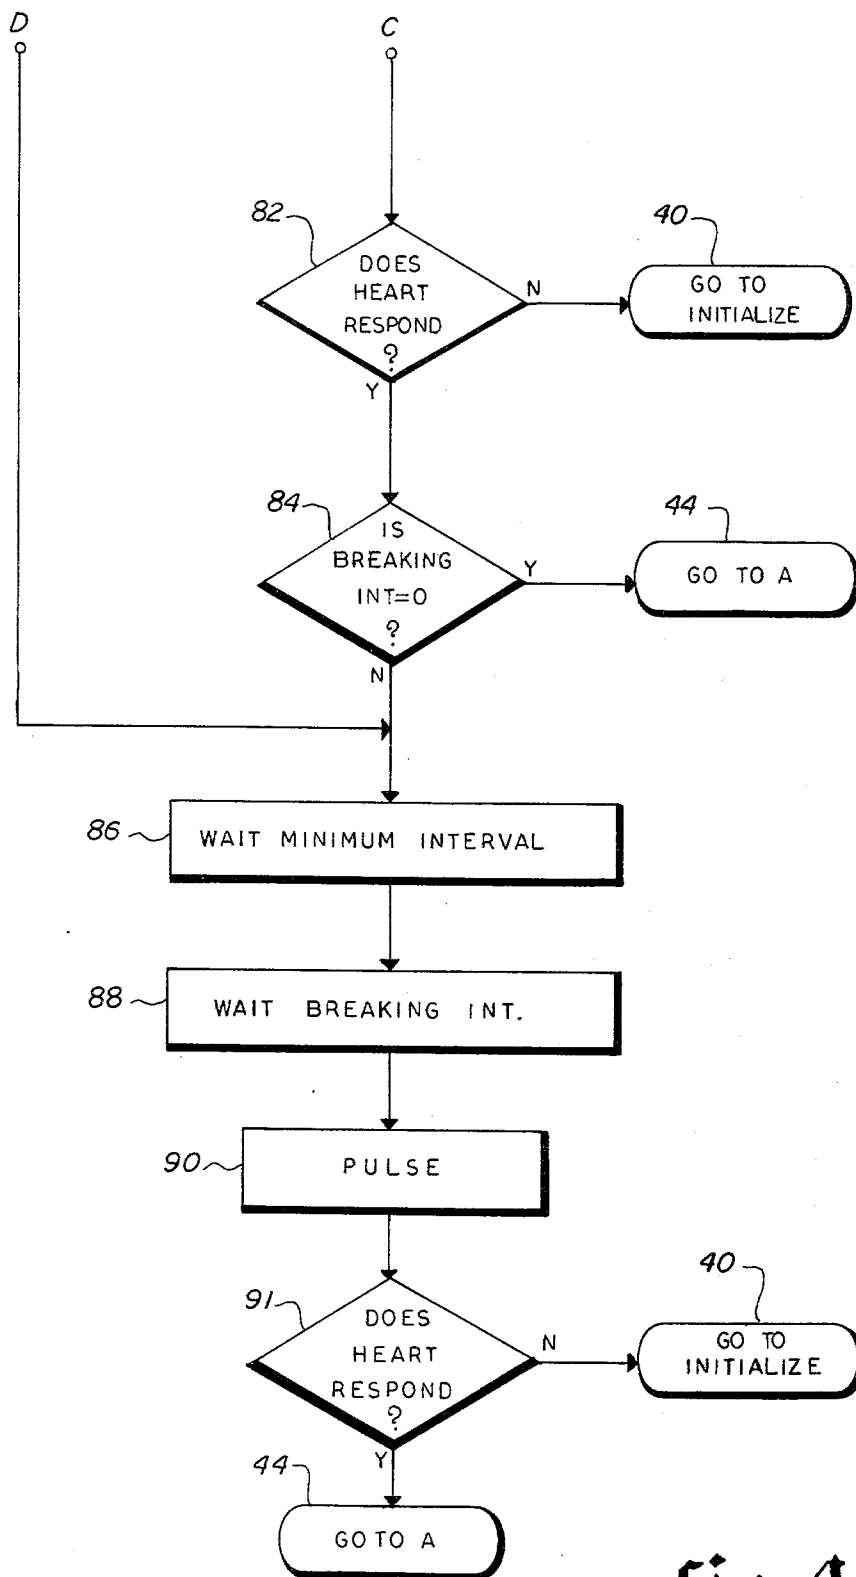 D
C
82
DOES
HEART
RESPOND
?
N
Y
40
GO TO
INITIALIZE
84
IS
BREAKING
INT=0
?
Y
N
44
GO TO A
86
WAIT MINIMUM INTERVAL
88
WAIT BREAKING INT.
90
PULSE
91
DOES
HEART
RESPOND
?
N
Y
40
GO TO
INITIALIZE
44
GO TO A